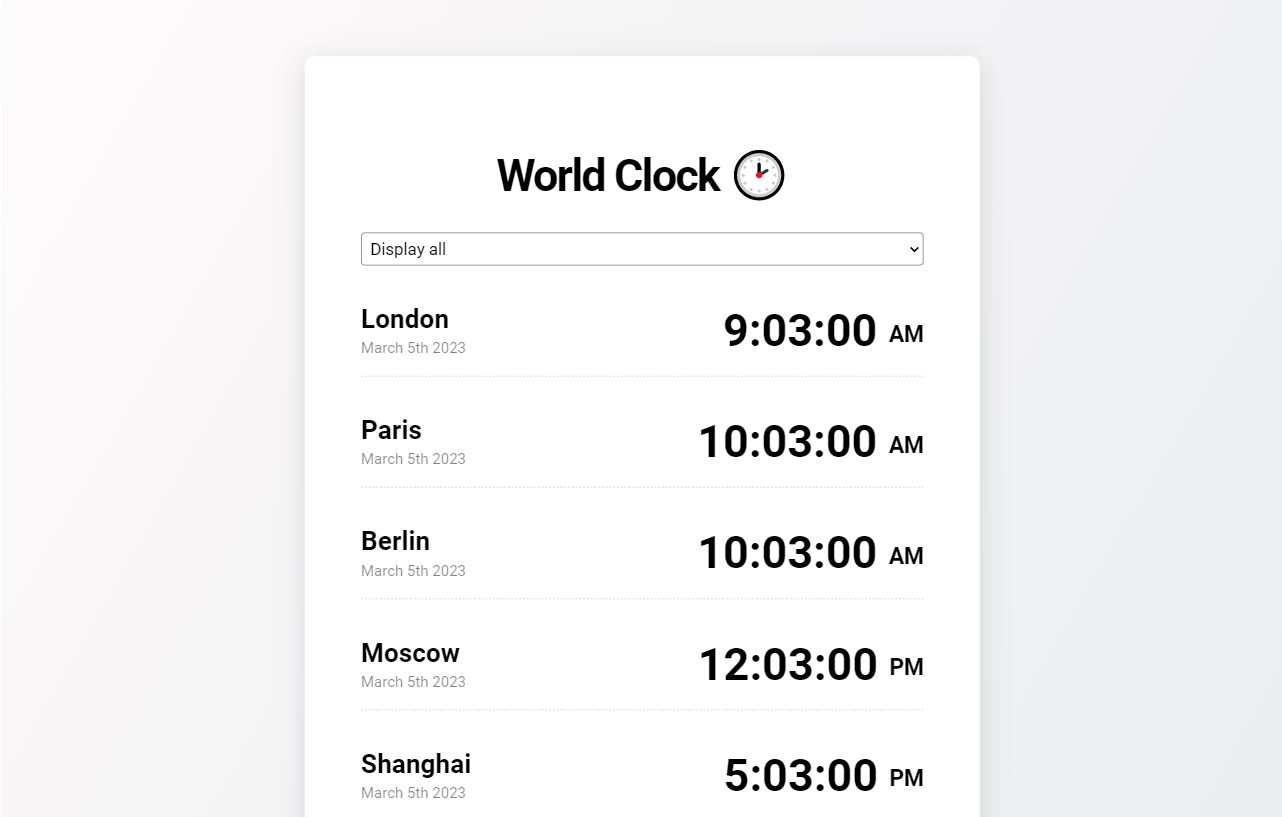 World Clock
Display all
London
March 5th 2023
9:03:00 AM
Paris
March 5th 2023
10:03:00 AM
Berlin
March 5th 2023
10:03:00 AM
Moscow
March 5th 2023
12:03:00 PM
Shanghai
March 5th 2023
5:03:00 PM